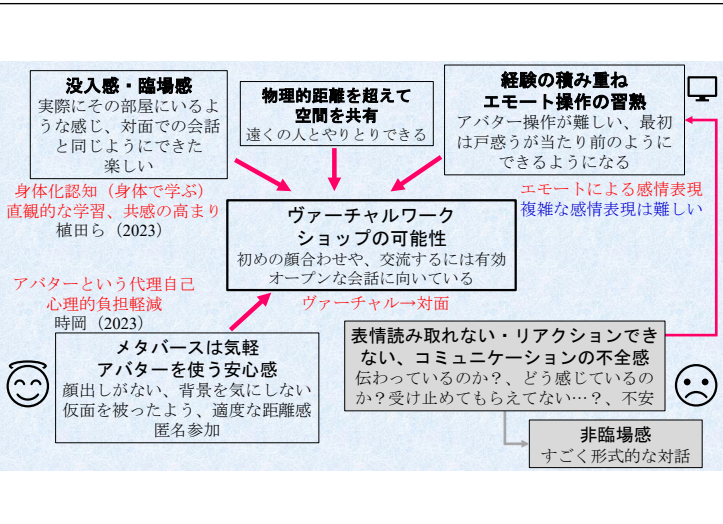 没入感・臨場感
実際にその部屋にいるよ
うな感じ、対面での会話
と同じようにできた
楽しい
物理的距離を超えて
空間を共有
遠くの人とやりとりできる
経験の積み重ね
エモート操作の習熟
アバター操作が難しい、最初
は戸惑うが当たり前のように
できるようになる
身体化認知（身体で学ぶ）
直観的な学習、共感の高まり
植田ら（2023）
エモートによる感情表現
複雑な感情表現は難しい
ヴァーチャルワーク
ショップの可能性
初めの顔合わせや、交流するには有効
オープンな会話に向いている
アバターという代理自己
心理的負担軽減
時岡（2023）
ヴァーチャル→対面
メタバースは気軽
アバターを使う安心感
顔出しがない、背景を気にしない
仮面を被ったよう、適度な距離感
匿名参加
表情読み取れない・リアクションでき
ない、コミュニケーションの不全感
伝わっているのか？、どう感じているの
か？受け止めてもらえてない…？、不安
非臨場感
すごく形式的な対話